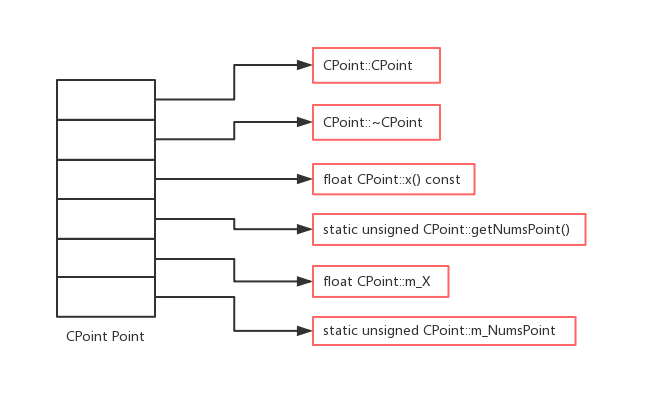 CPoint::CPoint
CPoint::~CPoint
float CPoint::x() const
static unsigned CPoint::getNumsPoint()
float CPoint::m_X
static unsigned CPoint::m_NumsPoint
CPoint Point